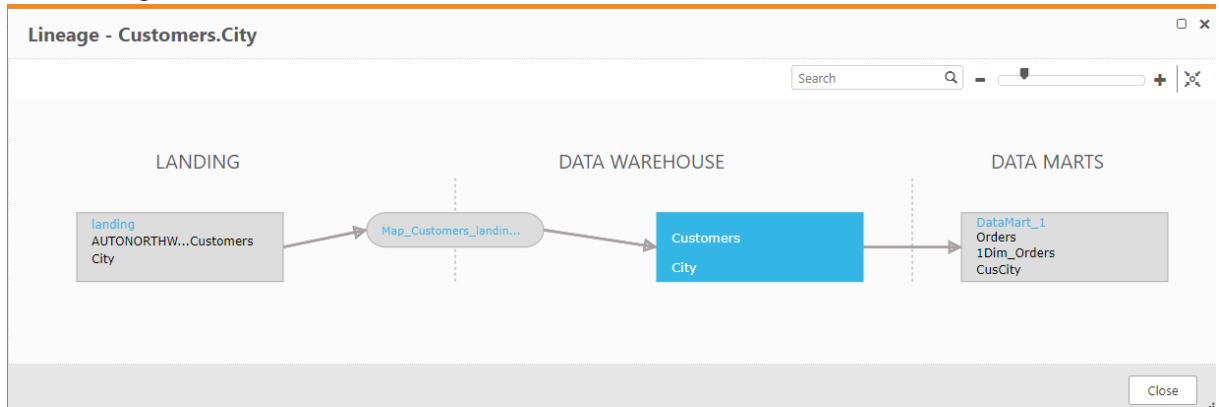 Lineage - Customers.City
Search
LANDING
DATA WAREHOUSE
DATA MARTS
landing
AUTONORTHW...Customers
City
Map_Customers_landin...
Customers
City
DataMart_1
Orders
1Dim_Orders
CusCity
Close